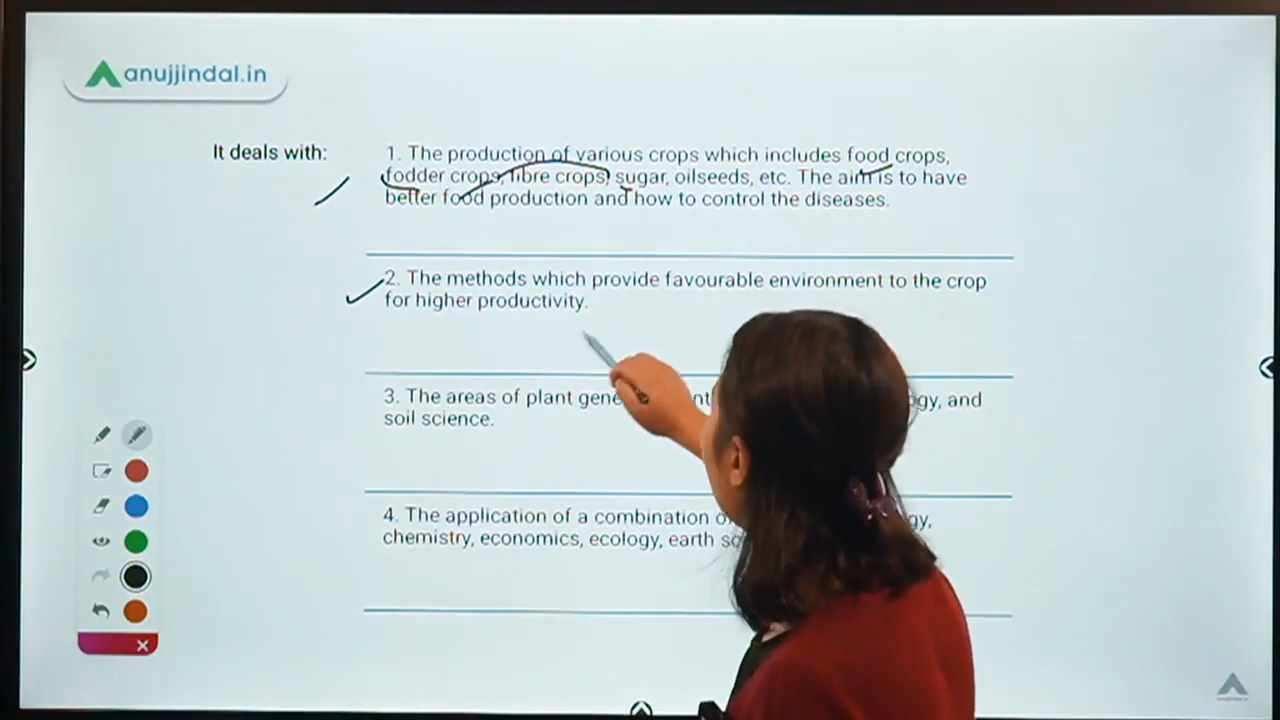 anujjindal.in
It deals with:
1. The production of various crops which includes food crops,
fodder crops, fibre crops, sugar, oilseeds, etc. The aim is to have
better food production and how to control the diseases.
2. The methods which provide favourable environment to the crop
for higher productivity.
3. The areas of plant and
soil science.
4. The application of a combination
chemistry, economics, ecology, earth